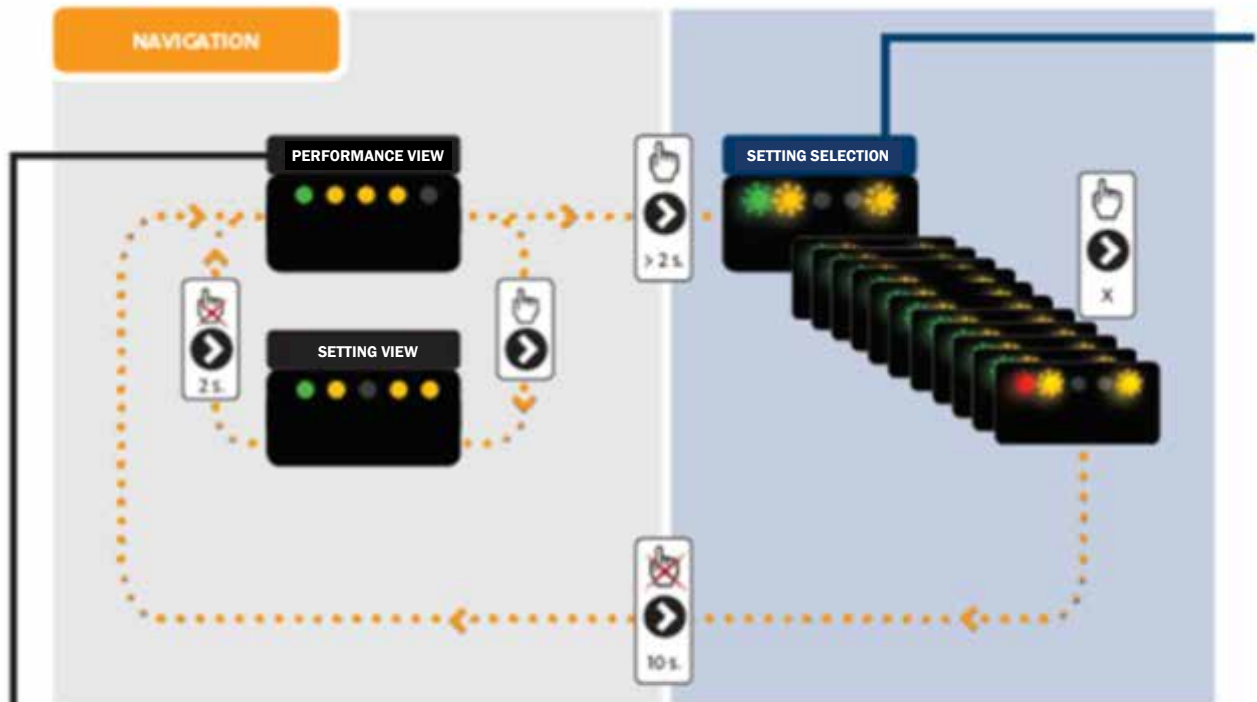 NAVIGATION
PERFORMANCE VIEW
SETTING SELECTION
> 2 s.
X
2 s.
SETTING VIEW
10 s.